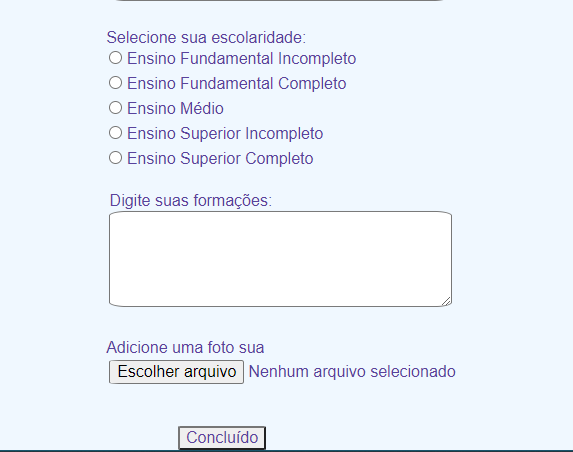 Selecione sua escolaridade:
Ensino Fundamental Incompleto
Ensino Fundamental Completo
Ensino Médio
Ensino Superior Incompleto
Ensino Superior Completo
Digite suas formações:
Adicione uma foto sua
Escolher arquivo Nenhum arquivo selecionado
Concluído